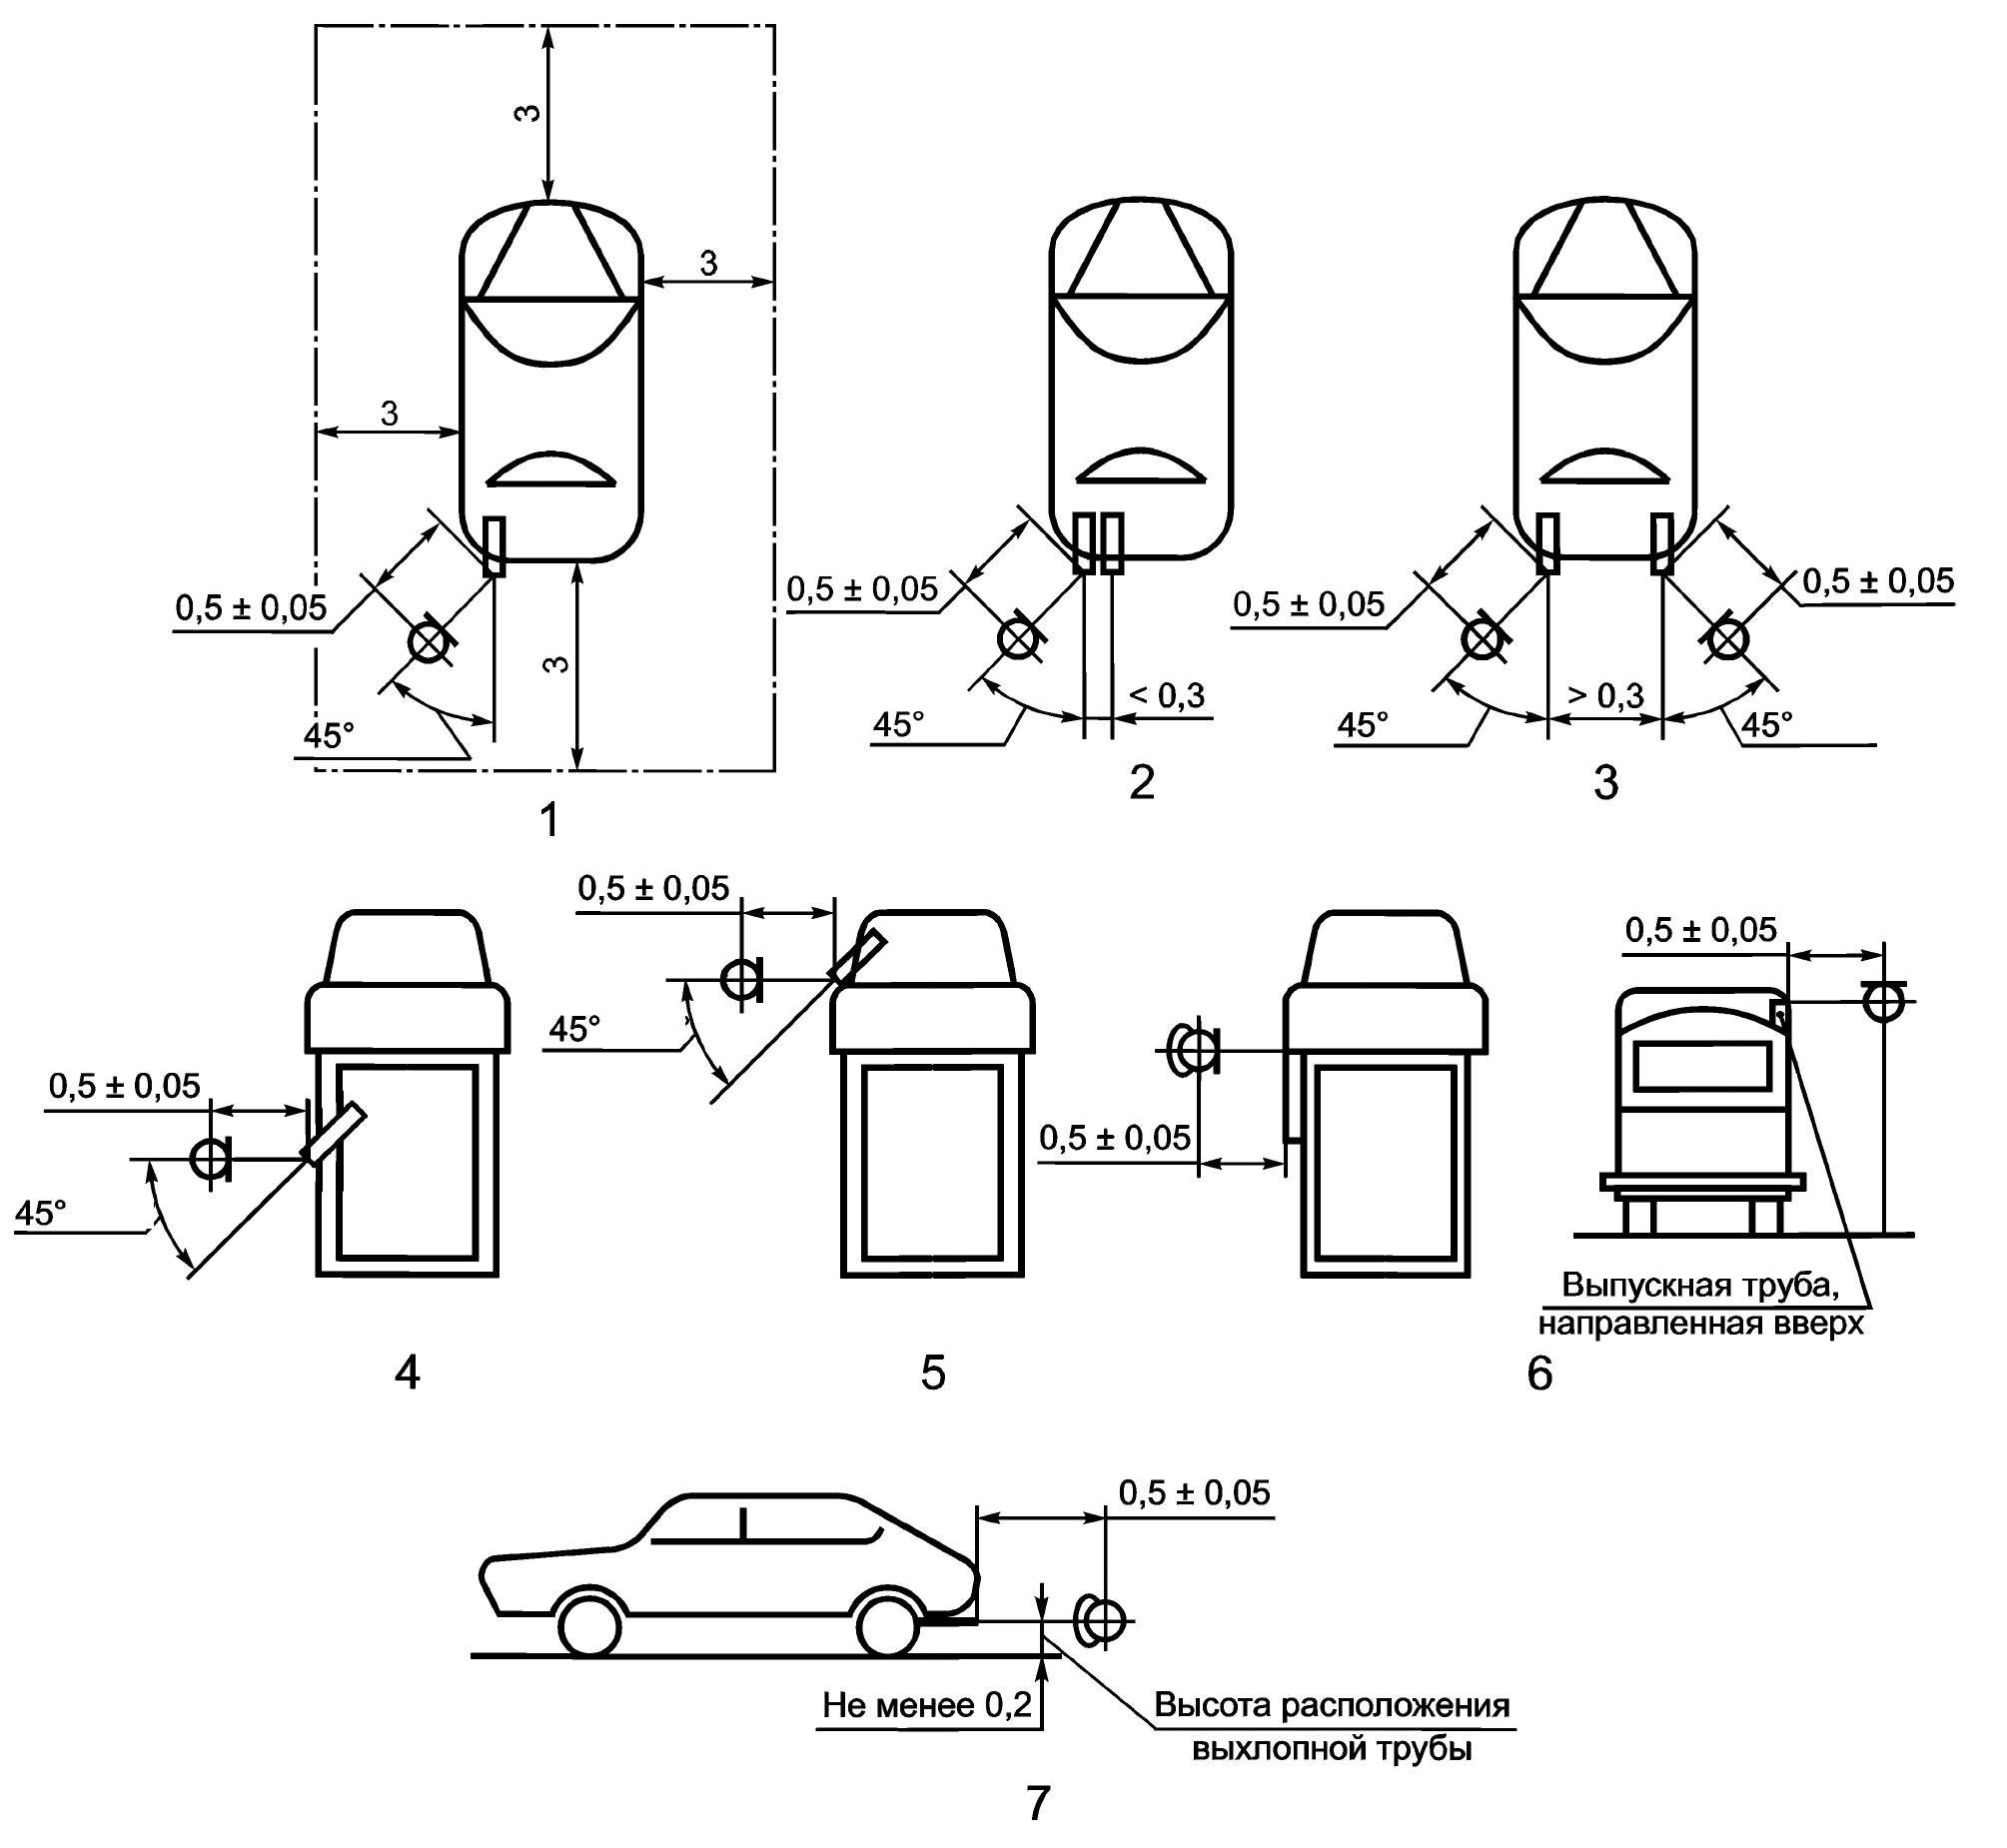 3
3
3
0,5 ± 0,05
3
45°
1
0,5 ± 0,05
< 0,3
45°
2
0,5 ± 0,05
0,5 ± 0,05
> 0,3
45°
45°
3
0,5 ± 0,05
45°
4
0,5 ± 0,05
45°
5
0,5 ± 0,05
0,5 ± 0,05
Выпускная труба,
направленная вверх
6
0,5 ± 0,05
Не менее 0,2
Высота расположения
выхлопной трубы
7